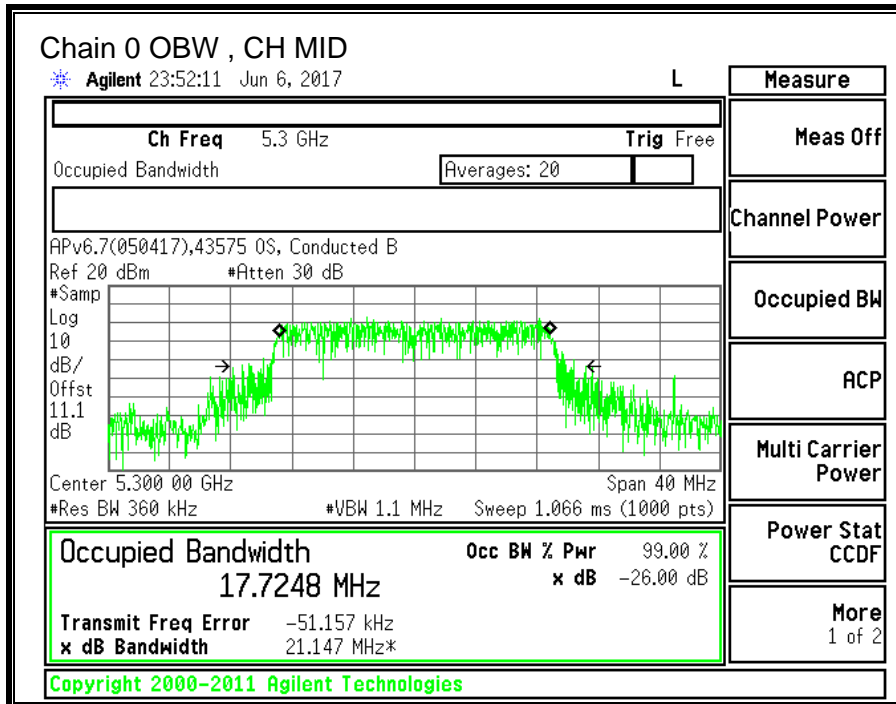 Chain 0 OBW , CH MID
Agilent 23:52:11 Jun 6, 2017 L
Measure
Ch Freq 5.3 GHz Trig Free
Occupied Bandwidth Averages: 20
APv6.7(050417),43575 OS, Conducted B
Ref 20 dBm #Atten 30 dB
#Samp
Log
10
dB/
Offst
11.1
dB
Center 5.300 00 GHz Span 40 MHz
#Res BW 360 kHz #VBW 1.1 MHz Sweep 1.066 ms (1000 pts)
Occupied Bandwidth
17.7248 MHz
Occ BW % Pwr 99.00 %
x dB -26.00 dB
Transmit Freq Error -51.157 kHz
x dB Bandwidth 21.147 MHz*
Meas Off
Channel Power
Occupied BW
ACP
Multi Carrier
Power
Power Stat
CCDF
More
1 of 2
Copyright 2000-2011 Agilent Technologies